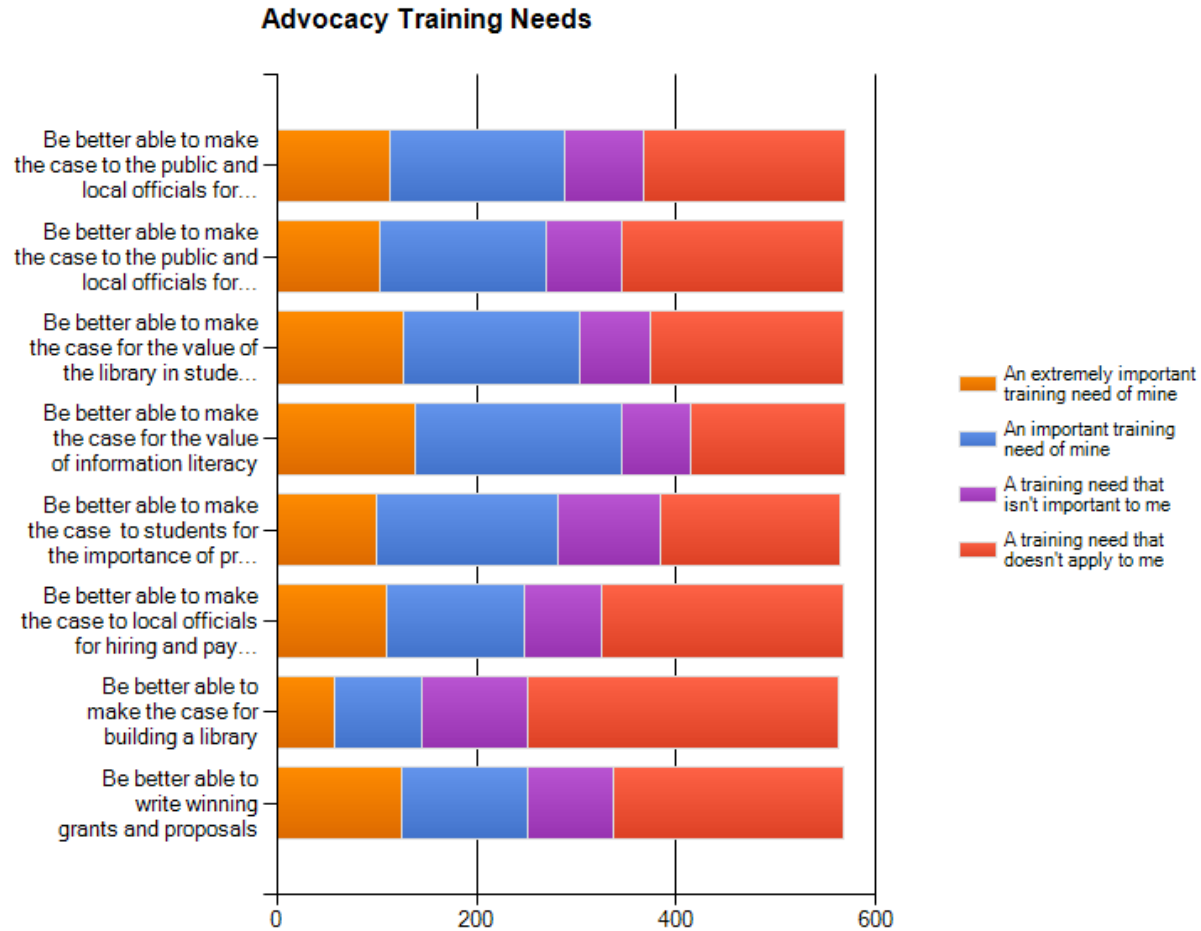 Advocacy Training Needs
Be better able to make
the case to the public and
local officials for...
Be better able to make
the case to the public and
local officials for...
Be better able to make
the case for the value of
the library in stude...
Be better able to make
the case for the value
of information literacy
Be better able to make
the case  to students for
the importance of pr...
Be better able to make
the case to local officials
for hiring and pay...
Be better able to
make the case for
building a library
Be better able to
write winning
grants and proposals
0 200 400 600
An extremely important
training need of mine
An important training
need of mine
A training need that
isn't important to me
A training need that
doesn't apply to me